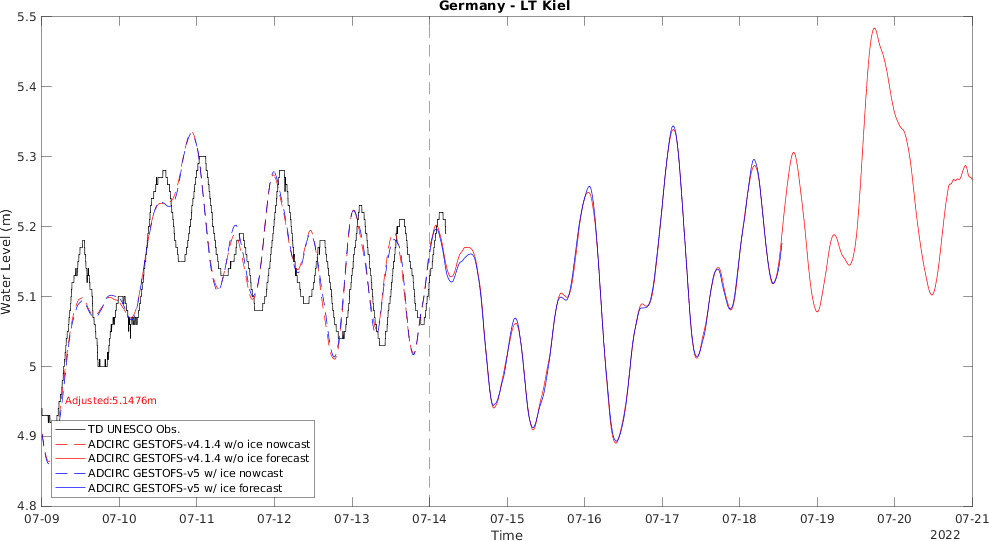 Germany - LT Kiel
5.5
5.4
5.3
5.2
5.1
5
4.9
4.8
Water Level (m)
Adjusted:5.1476m
TD UNESCO Obs.
ADCIRC GESTOFS-v4.1.4 w/o ice nowcast
ADCIRC GESTOFS-v4.1.4 w/o ice forecast
ADCIRC GESTOFS-v5 w/ ice nowcast
ADCIRC GESTOFS-v5 w/ ice forecast
07-09 07-10 07-11 07-12 07-13 07-14 07-15 07-16 07-17 07-18 07-19 07-20 07-21
Time
2022